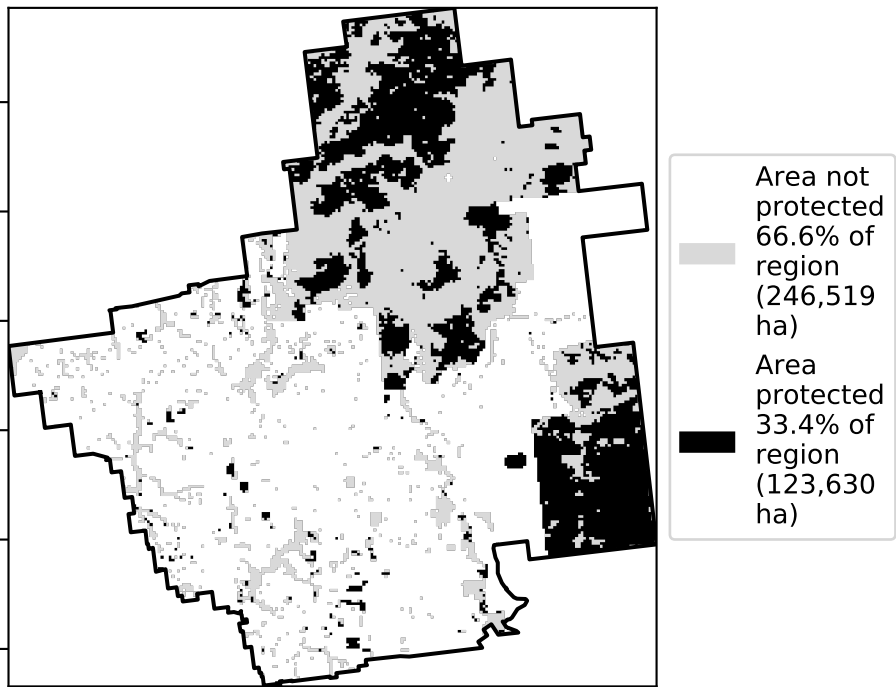 Area not
protected
66.6% of
region
(246,519
ha)
Area
protected
33.4% of
region
(123,630
ha)